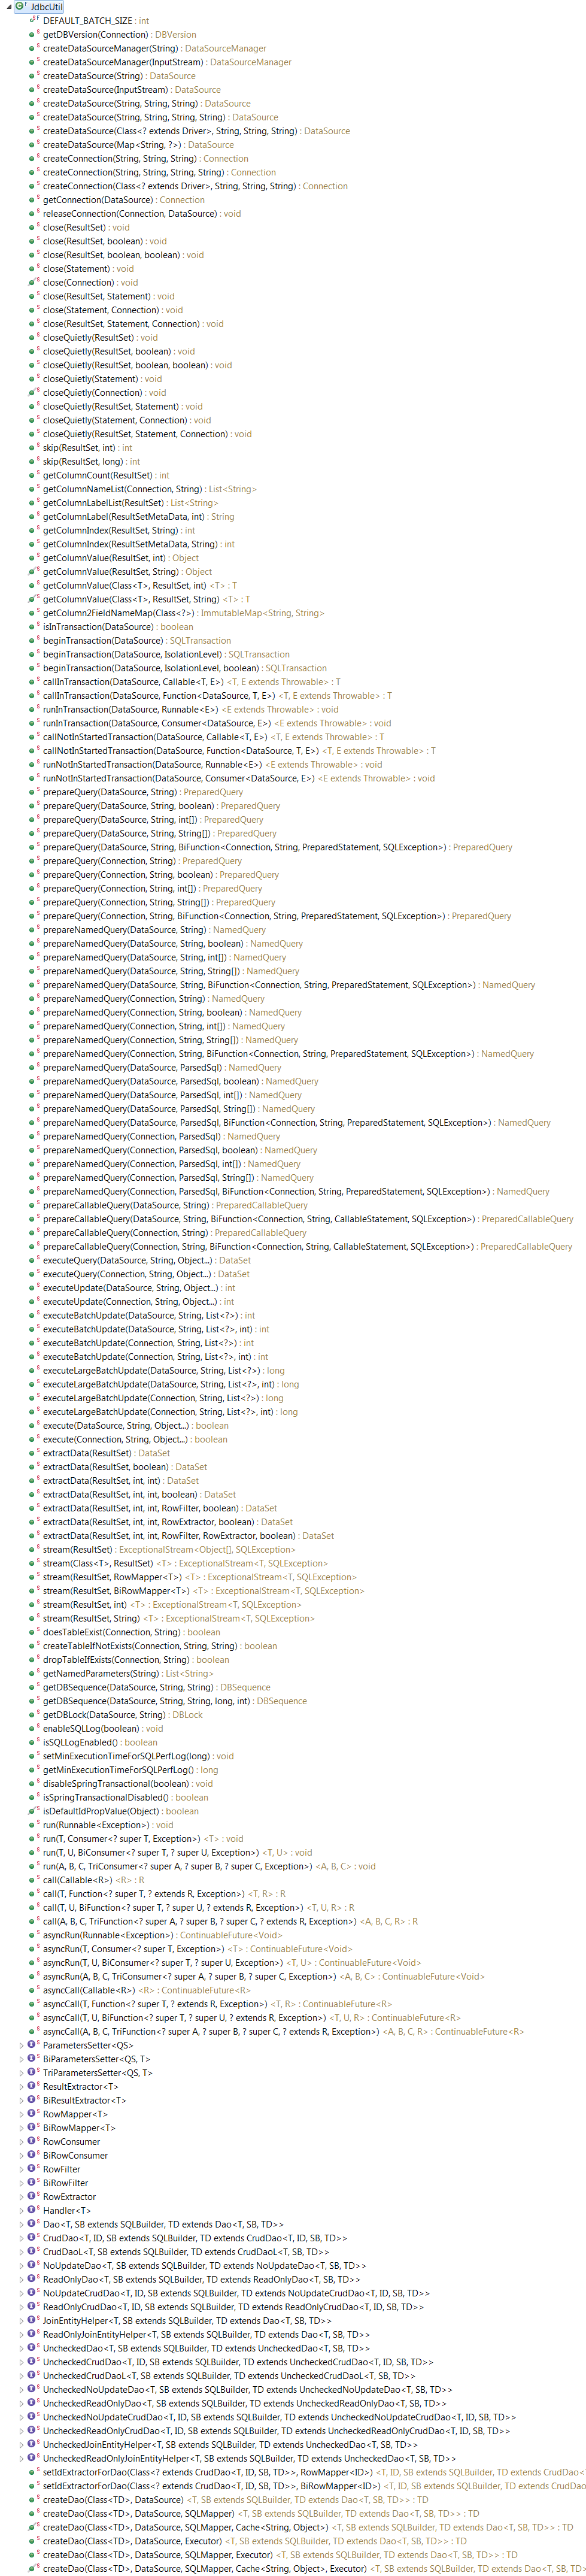 JdbcUtil
DEFAULT_BATCH_SIZE : int
getDBVersion(Connection) : DBVersion
createDataSourceManager(String) : DataSourceManager
createDataSourceManager(InputStream) : DataSourceManager
createDataSource(String) : DataSource
createDataSource(InputStream) : DataSource
createDataSource(String, String, String) : DataSource
createDataSource(String, String, String, String) : DataSource
createDataSource(Class<? extends Driver>, String, String, String) : DataSource
createDataSource(Map<String, ?>) : DataSource
createConnection(String, String, String) : Connection
createConnection(String, String, String, String) : Connection
createConnection(Class<? extends Driver>, String, String, String) : Connection
getConnection(DataSource) : Connection
releaseConnection(Connection, DataSource) : void
close(ResultSet) : void
close(ResultSet, boolean) : void
close(ResultSet, boolean, boolean) : void
close(Statement) : void
close(Connection) : void
close(ResultSet, Statement) : void
close(Statement, Connection) : void
close(ResultSet, Statement, Connection) : void
closeQuietly(ResultSet) : void
closeQuietly(ResultSet, boolean) : void
closeQuietly(ResultSet, boolean, boolean) : void
closeQuietly(Statement) : void
closeQuietly(Connection) : void
closeQuietly(ResultSet, Statement) : void
closeQuietly(Statement, Connection) : void
closeQuietly(ResultSet, Statement, Connection) : void
skip(ResultSet, int) : int
skip(ResultSet, long) : int
getColumnCount(ResultSet) : int
getColumnNameList(Connection, String) : List<String>
getColumnLabelList(ResultSet) : List<String>
getColumnLabel(ResultSetMetaData, int) : String
getColumnIndex(ResultSet, String) : int
getColumnIndex(ResultSetMetaData, String) : int
getColumnValue(ResultSet, int) : Object
getColumnValue(ResultSet, String) : Object
getColumnValue(Class<T>, ResultSet, int) <T> : T
getColumnValue(Class<T>, ResultSet, String) <T> : T
getColumn2FieldNameMap(Class<?>) : ImmutableMap<String, String>
isInTransaction(DataSource) : boolean
beginTransaction(DataSource) : SQLTransaction
beginTransaction(DataSource, IsolationLevel) : SQLTransaction
beginTransaction(DataSource, IsolationLevel, boolean) : SQLTransaction
callInTransaction(DataSource, Callable<T, E>) <T, E extends Throwable> : T
callInTransaction(DataSource, Function<DataSource, T, E>) <T, E extends Throwable> : T
runInTransaction(DataSource, Runnable<E>) <E extends Throwable> : void
runInTransaction(DataSource, Consumer<DataSource, E>) <E extends Throwable> : void
callNotInStartedTransaction(DataSource, Callable<T, E>) <T, E extends Throwable> : T
callNotInStartedTransaction(DataSource, Function<DataSource, T, E>) <T, E extends Throwable> : T
runNotInStartedTransaction(DataSource, Runnable<E>) <E extends Throwable> : void
runNotInStartedTransaction(DataSource, Consumer<DataSource, E>) <E extends Throwable> : void
prepareQuery(DataSource, String) : PreparedQuery
prepareQuery(DataSource, String, boolean) : PreparedQuery
prepareQuery(DataSource, String, int[]) : PreparedQuery
prepareQuery(DataSource, String, String[]) : PreparedQuery
prepareQuery(DataSource, String, BiFunction<Connection, String, PreparedStatement, SQLException>) : PreparedQuery
prepareQuery(Connection, String) : PreparedQuery
prepareQuery(Connection, String, boolean) : PreparedQuery
prepareQuery(Connection, String, int[]) : PreparedQuery
prepareQuery(Connection, String, String[]) : PreparedQuery
prepareQuery(Connection, String, BiFunction<Connection, String, PreparedStatement, SQLException>) : PreparedQuery
prepareNamedQuery(DataSource, String) : NamedQuery
prepareNamedQuery(DataSource, String, boolean) : NamedQuery
prepareNamedQuery(DataSource, String, int[]) : NamedQuery
prepareNamedQuery(DataSource, String, String[]) : NamedQuery
prepareNamedQuery(DataSource, String, BiFunction<Connection, String, PreparedStatement, SQLException>) : NamedQuery
prepareNamedQuery(Connection, String) : NamedQuery
prepareNamedQuery(Connection, String, boolean) : NamedQuery
prepareNamedQuery(Connection, String, int[]) : NamedQuery
prepareNamedQuery(Connection, String, String[]) : NamedQuery
prepareNamedQuery(Connection, String, BiFunction<Connection, String, PreparedStatement, SQLException>) : NamedQuery
prepareNamedQuery(DataSource, ParsedSql) : NamedQuery
prepareNamedQuery(DataSource, ParsedSql, boolean) : NamedQuery
prepareNamedQuery(DataSource, ParsedSql, int[]) : NamedQuery
prepareNamedQuery(DataSource, ParsedSql, String[]) : NamedQuery
prepareNamedQuery(DataSource, ParsedSql, BiFunction<Connection, String, PreparedStatement, SQLException>) : NamedQuery
prepareNamedQuery(Connection, ParsedSql) : NamedQuery
prepareNamedQuery(Connection, ParsedSql, boolean) : NamedQuery
prepareNamedQuery(Connection, ParsedSql, int[]) : NamedQuery
prepareNamedQuery(Connection, ParsedSql, String[]) : NamedQuery
prepareNamedQuery(Connection, ParsedSql, BiFunction<Connection, String, PreparedStatement, SQLException>) : NamedQuery
prepareCallableQuery(DataSource, String) : PreparedCallableQuery
prepareCallableQuery(DataSource, String, BiFunction<Connection, String, CallableStatement, SQLException>) : PreparedCallableQuery
prepareCallableQuery(Connection, String) : PreparedCallableQuery
prepareCallableQuery(Connection, String, BiFunction<Connection, String, CallableStatement, SQLException>) : PreparedCallableQuery
executeQuery(DataSource, String, Object...) : DataSet
executeQuery(Connection, String, Object...) : DataSet
executeUpdate(DataSource, String, Object...) : int
executeUpdate(Connection, String, Object...) : int
executeBatchUpdate(DataSource, String, List<?>) : int
executeBatchUpdate(DataSource, String, List<?>, int) : int
executeBatchUpdate(Connection, String, List<?>) : int
executeBatchUpdate(Connection, String, List<?>, int) : int
executeLargeBatchUpdate(DataSource, String, List<?>) : long
executeLargeBatchUpdate(DataSource, String, List<?>, int) : long
executeLargeBatchUpdate(Connection, String, List<?>) : long
executeLargeBatchUpdate(Connection, String, List<?>, int) : long
execute(DataSource, String, Object...) : boolean
execute(Connection, String, Object...) : boolean
extractData(ResultSet) : DataSet
extractData(ResultSet, boolean) : DataSet
extractData(ResultSet, int, int) : DataSet
extractData(ResultSet, int, int, boolean) : DataSet
extractData(ResultSet, int, int, RowFilter, boolean) : DataSet
extractData(ResultSet, int, int, RowExtractor, boolean) : DataSet
extractData(ResultSet, int, int, RowFilter, RowExtractor, boolean) : DataSet
stream(ResultSet) : ExceptionalStream<Object[], SQLException>
stream(Class<T>, ResultSet) <T> : ExceptionalStream<T, SQLException>
stream(ResultSet, RowMapper<T>) <T> : ExceptionalStream<T, SQLException>
stream(ResultSet, BiRowMapper<T>) <T> : ExceptionalStream<T, SQLException>
stream(ResultSet, int) <T> : ExceptionalStream<T, SQLException>
stream(ResultSet, String) <T> : ExceptionalStream<T, SQLException>
doesTableExist(Connection, String) : boolean
createTableIfNotExists(Connection, String, String) : boolean
dropTableIfExists(Connection, String) : boolean
getNamedParameters(String) : List<String>
getDBSequence(DataSource, String, String) : DBSequence
getDBSequence(DataSource, String, String, long, int) : DBSequence
getDBLock(DataSource, String) : DBLock
enableSQLLog(boolean) : void
isSQLLogEnabled() : boolean
setMinExecutionTimeForSQLPerfLog(long) : void
getMinExecutionTimeForSQLPerfLog() : long
disableSpringTransactional(boolean) : void
isSpringTransactionalDisabled() : boolean
isDefaultIdPropValue(Object) : boolean
run(Runnable<Exception>) : void
run(T, Consumer<? super T, Exception>) <T> : void
run(T, U, BiConsumer<? super T, ? super U, Exception>) <T, U> : void
run(A, B, C, TriConsumer<? super A, ? super B, ? super C, Exception>) <A, B, C> : void
call(Callable<R>) <R> : R
call(T, Function<? super T, ? extends R, Exception>) <T, R> : R
call(T, U, BiFunction<? super T, ? super U, ? extends R, Exception>) <T, U, R> : R
call(A, B, C, TriFunction<? super A, ? super B, ? super C, ? extends R, Exception>) <A, B, C, R> : R
asyncRun(Runnable<Exception>) : ContinuableFuture<Void>
asyncRun(T, Consumer<? super T, Exception>) <T> : ContinuableFuture<Void>
asyncRun(T, U, BiConsumer<? super T, ? super U, Exception>) <T, U> : ContinuableFuture<Void>
asyncRun(A, B, C, TriConsumer<? super A, ? super B, ? super C, Exception>) <A, B, C> : ContinuableFuture<Void>
asyncCall(Callable<R>) <R> : ContinuableFuture<R>
asyncCall(T, Function<? super T, ? extends R, Exception>) <T, R> : ContinuableFuture<R>
asyncCall(T, U, BiFunction<? super T, ? super U, ? extends R, Exception>) <T, U, R> : ContinuableFuture<R>
asyncCall(A, B, C, TriFunction<? super A, ? super B, ? super C, ? extends R, Exception>) <A, B, C, R> : ContinuableFuture<R>
ParametersSetter<QS>
BiParametersSetter<QS, T>
TriParametersSetter<QS, T>
ResultExtractor<T>
BiResultExtractor<T>
RowMapper<T>
BiRowMapper<T>
RowConsumer
BiRowConsumer
RowFilter
BiRowFilter
RowExtractor
Handler<T>
Dao<T, SB extends SQLBuilder, TD extends Dao<T, SB, TD>>
CrudDao<T, ID, SB extends SQLBuilder, TD extends CrudDao<T, ID, SB, TD>>
CrudDaoL<T, SB extends SQLBuilder, TD extends CrudDaoL<T, SB, TD>>
NoUpdateDao<T, SB extends SQLBuilder, TD extends NoUpdateDao<T, SB, TD>>
ReadOnlyDao<T, SB extends SQLBuilder, TD extends ReadOnlyDao<T, SB, TD>>
NoUpdateCrudDao<T, ID, SB extends SQLBuilder, TD extends NoUpdateCrudDao<T, ID, SB, TD>>
ReadOnlyCrudDao<T, ID, SB extends SQLBuilder, TD extends ReadOnlyCrudDao<T, ID, SB, TD>>
JoinEntityHelper<T, SB extends SQLBuilder, TD extends Dao<T, SB, TD>>
ReadOnlyJoinEntityHelper<T, SB extends SQLBuilder, TD extends Dao<T, SB, TD>>
UncheckedDao<T, SB extends SQLBuilder, TD extends UncheckedDao<T, SB, TD>>
UncheckedCrudDao<T, ID, SB extends SQLBuilder, TD extends UncheckedCrudDao<T, ID, SB, TD>>
UncheckedCrudDaoL<T, SB extends SQLBuilder, TD extends UncheckedCrudDaoL<T, SB, TD>>
UncheckedNoUpdateDao<T, SB extends SQLBuilder, TD extends UncheckedNoUpdateDao<T, SB, TD>>
UncheckedReadOnlyDao<T, SB extends SQLBuilder, TD extends UncheckedReadOnlyDao<T, SB, TD>>
UncheckedNoUpdateCrudDao<T, ID, SB extends SQLBuilder, TD extends UncheckedNoUpdateCrudDao<T, ID, SB, TD>>
UncheckedReadOnlyCrudDao<T, ID, SB extends SQLBuilder, TD extends UncheckedReadOnlyCrudDao<T, ID, SB, TD>>
UncheckedJoinEntityHelper<T, SB extends SQLBuilder, TD extends UncheckedDao<T, SB, TD>>
UncheckedReadOnlyJoinEntityHelper<T, SB extends SQLBuilder, TD extends UncheckedDao<T, SB, TD>>
setIdExtractorForDao(Class<? extends CrudDao<T, ID, SB, TD>>, RowMapper<ID>) <T, ID, SB extends SQLBuilder, TD extends CrudDao<
setIdExtractorForDao(Class<? extends CrudDao<T, ID, SB, TD>>, BiRowMapper<ID>) <T, ID, SB extends SQLBuilder, TD extends CrudDao
createDao(Class<TD>, DataSource) <T, SB extends SQLBuilder, TD extends Dao<T, SB, TD>> : TD
createDao(Class<TD>, DataSource, SQLMapper) <T, SB extends SQLBuilder, TD extends Dao<T, SB, TD>> : TD
createDao(Class<TD>, DataSource, SQLMapper, Cache<String, Object>) <T, SB extends SQLBuilder, TD extends Dao<T, SB, TD>> : TD
createDao(Class<TD>, DataSource, Executor) <T, SB extends SQLBuilder, TD extends Dao<T, SB, TD>> : TD
createDao(Class<TD>, DataSource, SQLMapper, Executor) <T, SB extends SQLBuilder, TD extends Dao<T, SB, TD>> : TD
createDao(Class<TD>, DataSource, SQLMapper, Cache<String, Object>, Executor) <T, SB extends SQLBuilder, TD extends Dao<T, SB, TD>